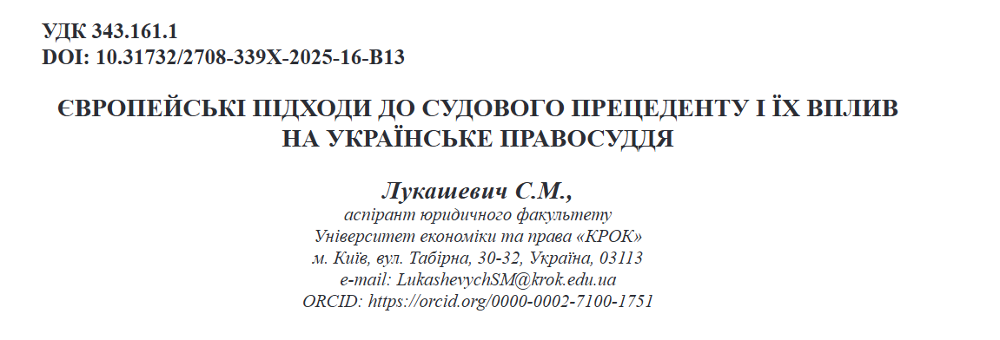 УДК 343.161.1
DOI: 10.31732/2708-339X-2025-16-B13
ЄВРОПЕЙСЬКІ ПІДХОДИ ДО СУДОВОГО ПРЕЦЕДЕНТУ І ЇХ ВПЛИВ
НА УКРАЇНСЬКЕ ПРАВОСУДДЯ
Лукашевич С.М.,
аспірант юридичного факультету
Університет економіки та права «КРОК»
м. Київ, вул. Табірна, 30-32, Україна, 03113
e-mail: LukashevychSM@krok.edu.ua
ORCID: https://orcid.org/0000-0002-7100-1751